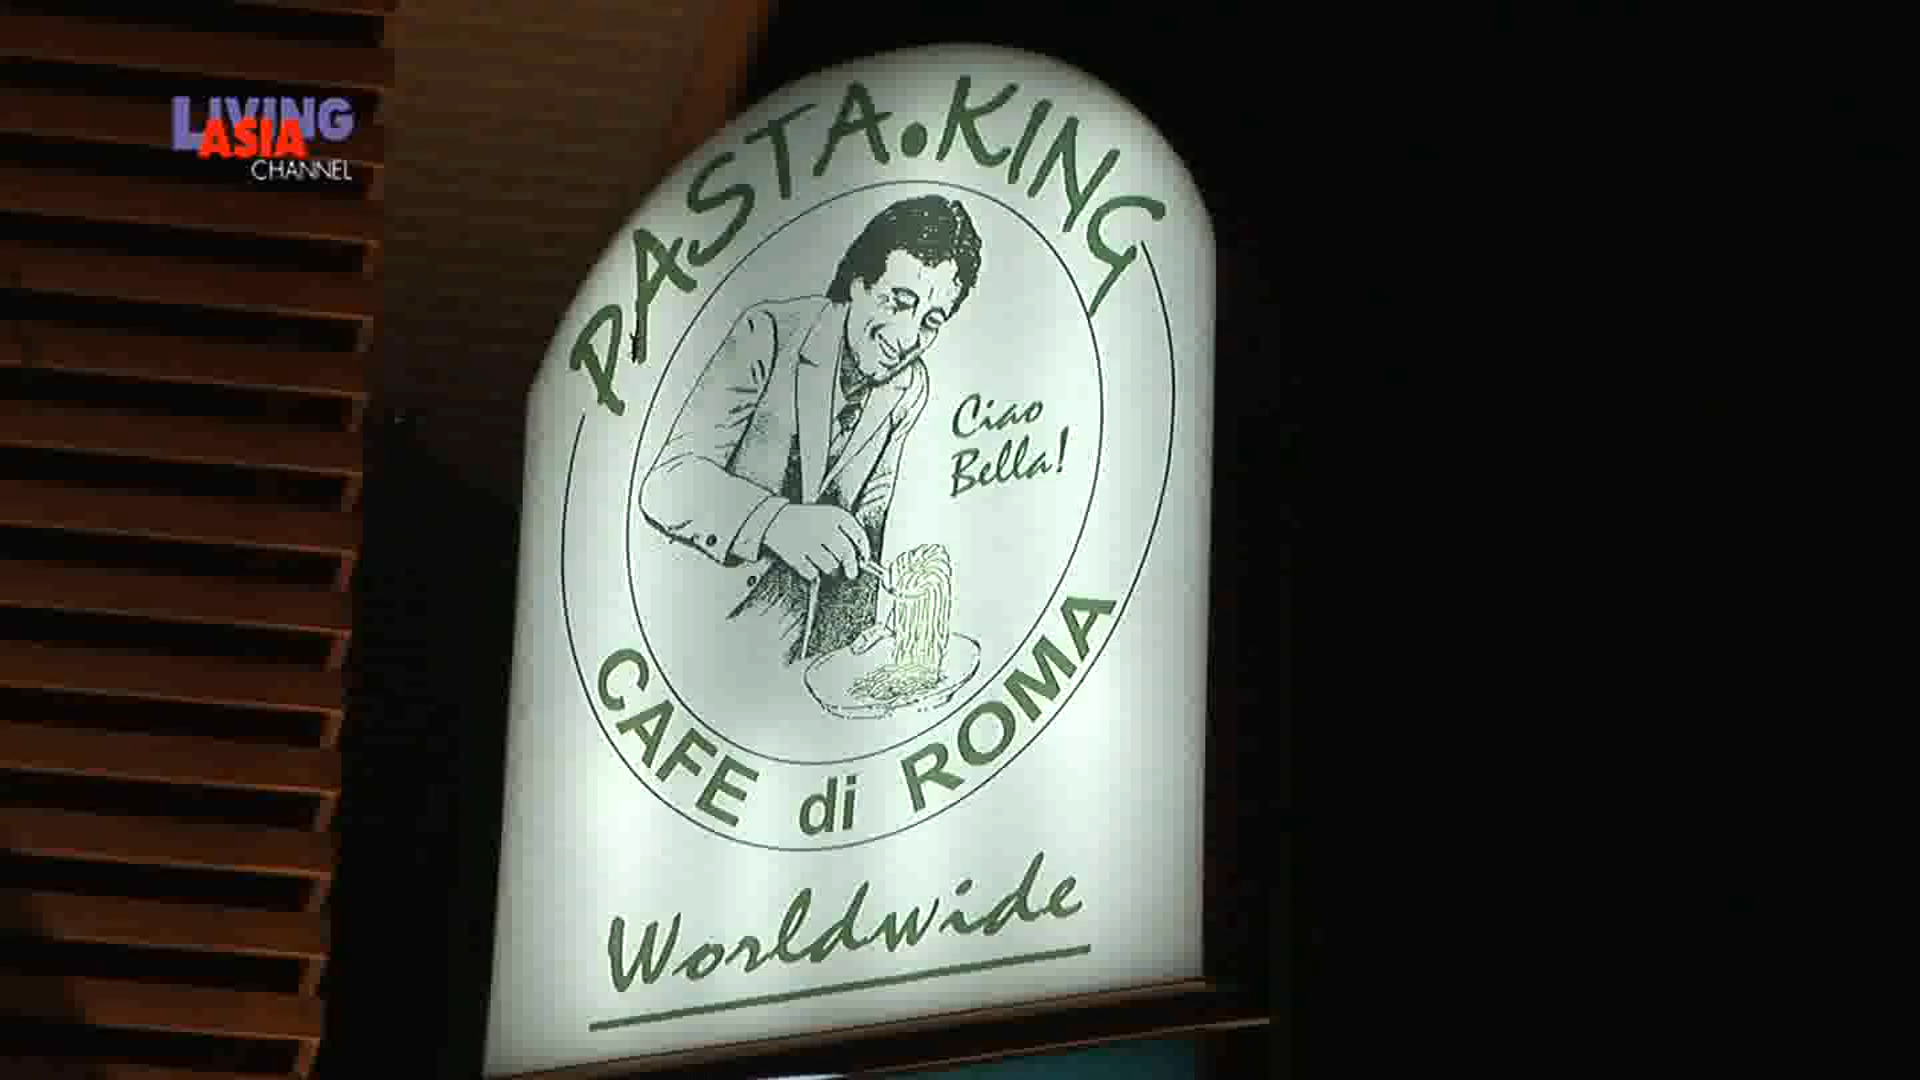 LIVING
ASIA
CHANNEL
PASTA.KING
Ciao
Bella!
CAFE di ROMA
Worldwide